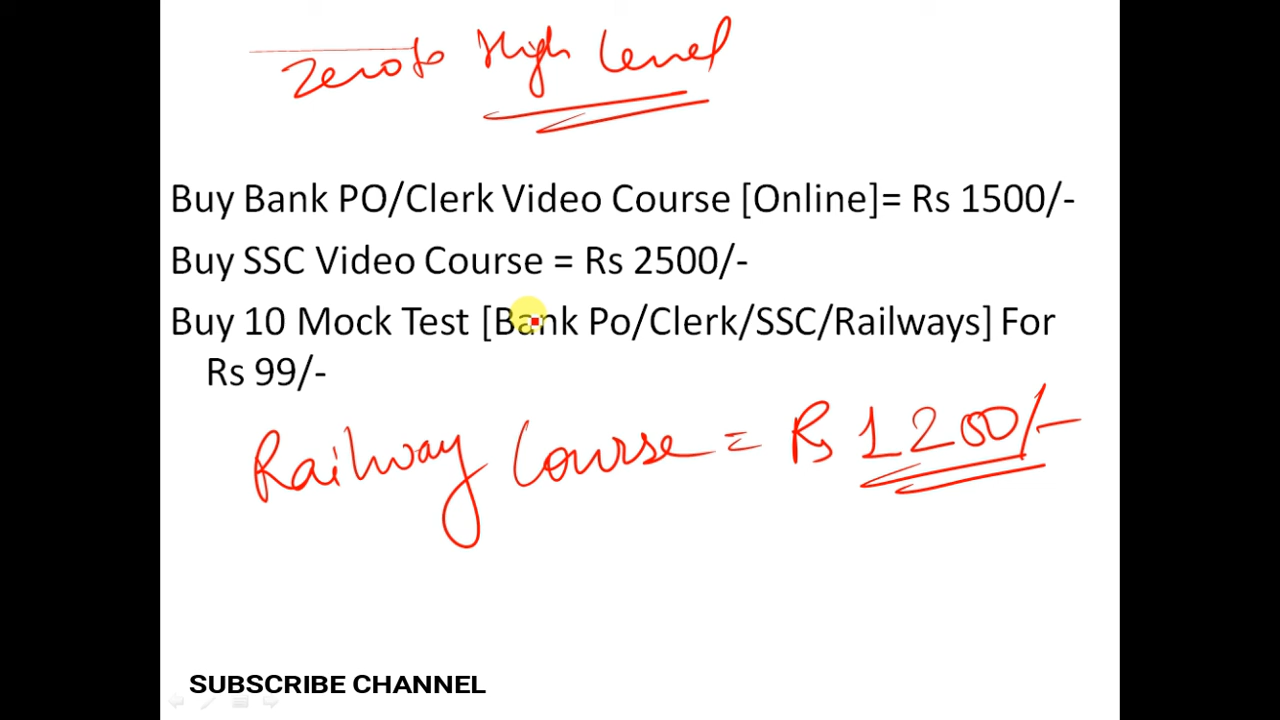 Zero to High Level
Buy Bank PO/Clerk Video Course [Online]= Rs 1500/-
Buy SSC Video Course = Rs 2500/-
Buy 10 Mock Test [Bank Po/Clerk/SSC/Railways] For
Rs 99/-
Railway Course = Rs 1200/-
SUBSCRIBE CHANNEL